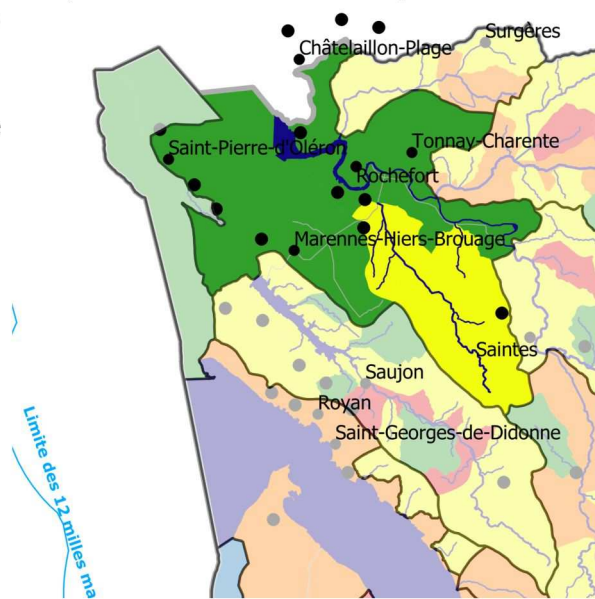 Surgères
Châtelaillon-Plage
Saint-Pierre-d'Oléron
Tonnay-Charente
Rochefort
Marennes-Hiers-Brouage
Saintes
Saujon
Royan
Saint-Georges-de-Didonne
Limite des 12 milles ma